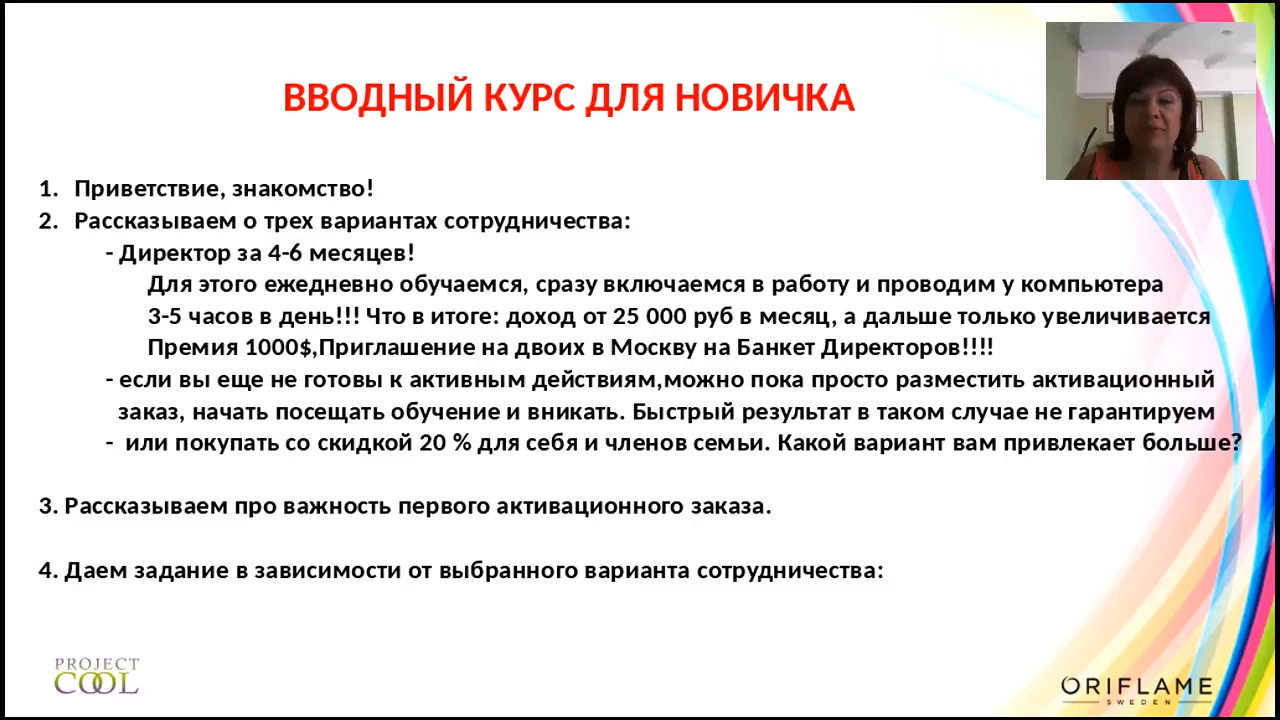 ВВОДНЫЙ КУРС ДЛЯ НОВИЧКА
1. Приветствие, знакомство!
2. Рассказываем о трех вариантах сотрудничества:
- Директор за 4-6 месяцев!
Для этого ежедневно обучаемся, сразу включаемся в работу и проводим у компьютера
3-5 часов в день!!! Что в итоге: доход от 25 000 руб в месяц, а дальше только увеличивается
Премия 1000$,Приглашение на двоих в Москву на Банкет Директоров!!!!
- если вы еще не готовы к активным действиям,можно пока просто разместить активационный
заказ, начать посещать обучение и вникать. Быстрый результат в таком случае не гарантируем
- или покупать со скидкой 20 % для себя и членов семьи. Какой вариант вам привлекает больше?
3. Рассказываем про важность первого активационного заказа.
4. Даем задание в зависимости от выбранного варианта сотрудничества:
PROJECT
COOL
ORIFLAME
SWEDEN